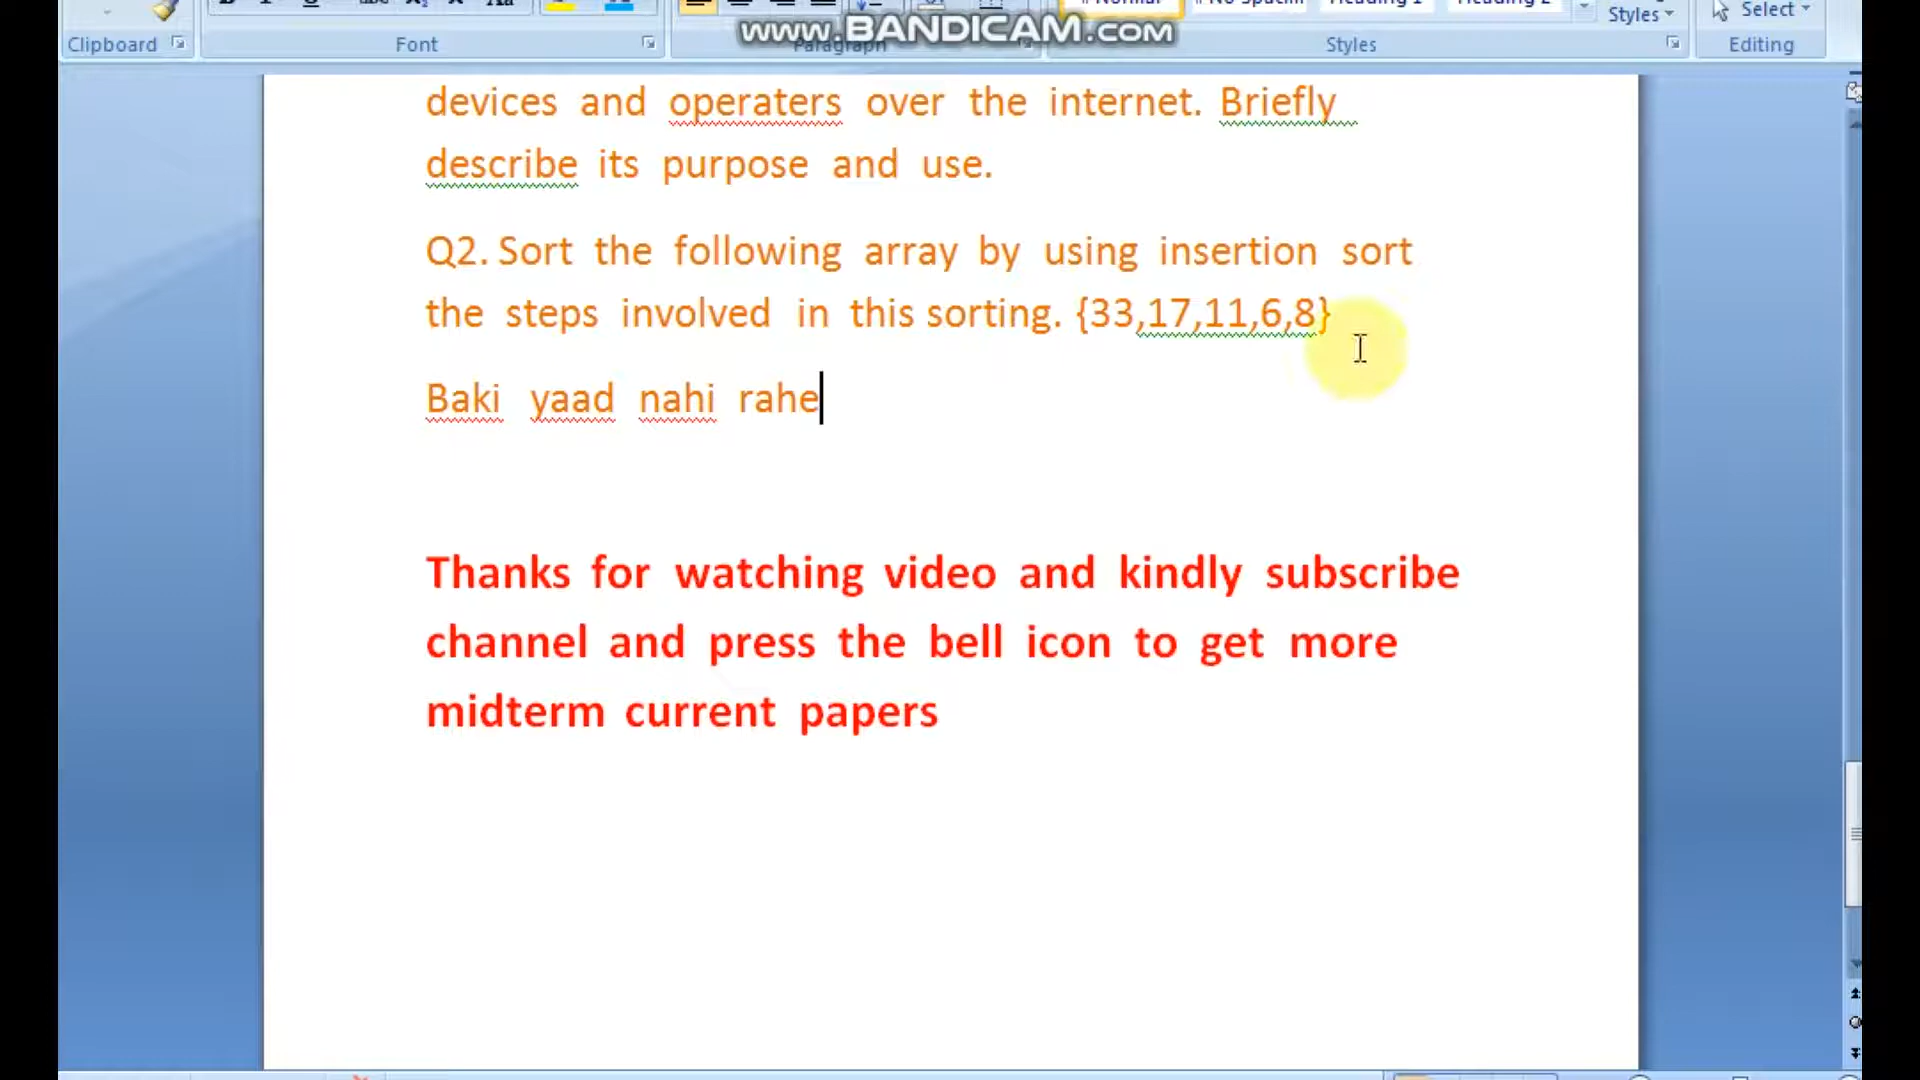 Select
Styles
www.BANDICAM.com
Clipboard
Font
Paragraph
Styles
Editing
devices and operaters over the internet. Briefly
describe its purpose and use.
Q2. Sort the following array by using insertion sort
the steps involved in this sorting. {33,17,11,6,8}
Baki yaad nahi rahe
Thanks for watching video and kindly subscribe
channel and press the bell icon to get more
midterm current papers